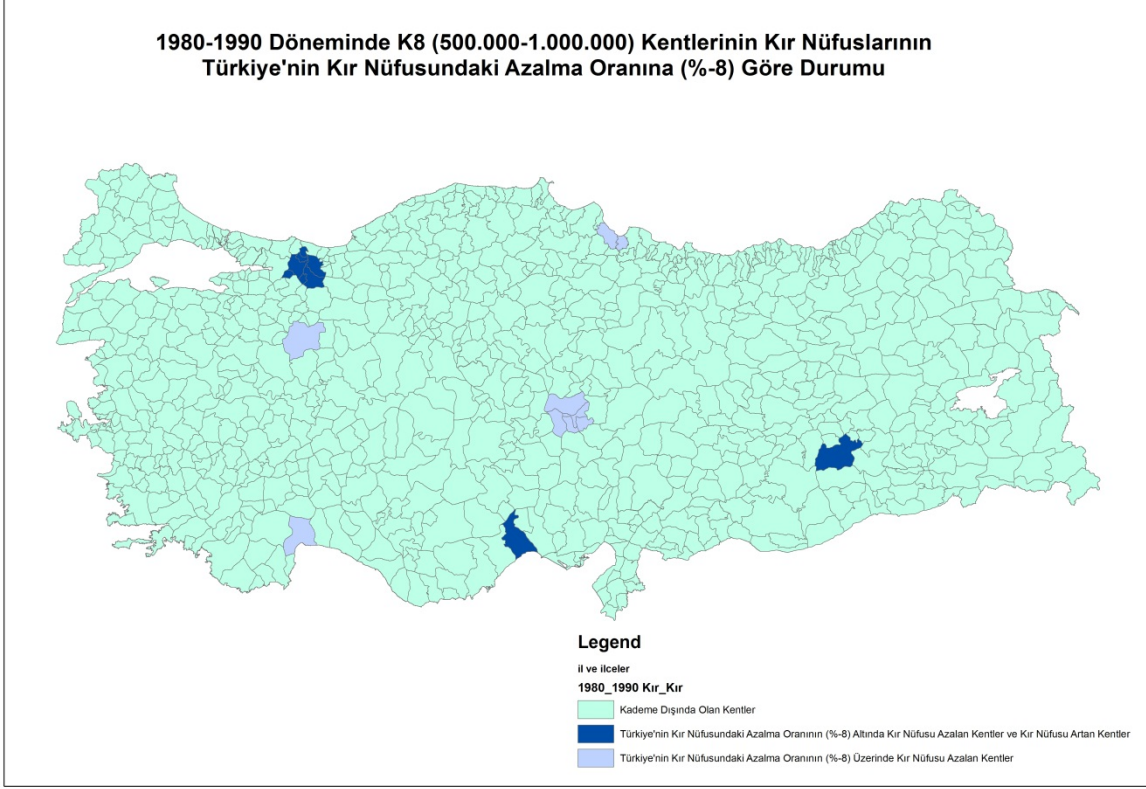 1980-1990 Döneminde K8 (500.000-1.000.000) Kentlerinin Kır Nüfuslarının
Türkiye'nin Kır Nüfusundaki Azalma Oranına (%-8) Göre Durumu
Legend
il ve ilceler
1980_1990 Kır_Kır
Kademe Dışında Olan Kentler
Türkiye'nin Kır Nüfusundaki Azalma Oranının (%-8) Altında Kır Nüfusu Azalan Kentler ve Kır Nüfusu Artan Kentler
Türkiye'nin Kır Nüfusundaki Azalma Oranının (%-8) Üzerinde Kır Nüfusu Azalan Kentler